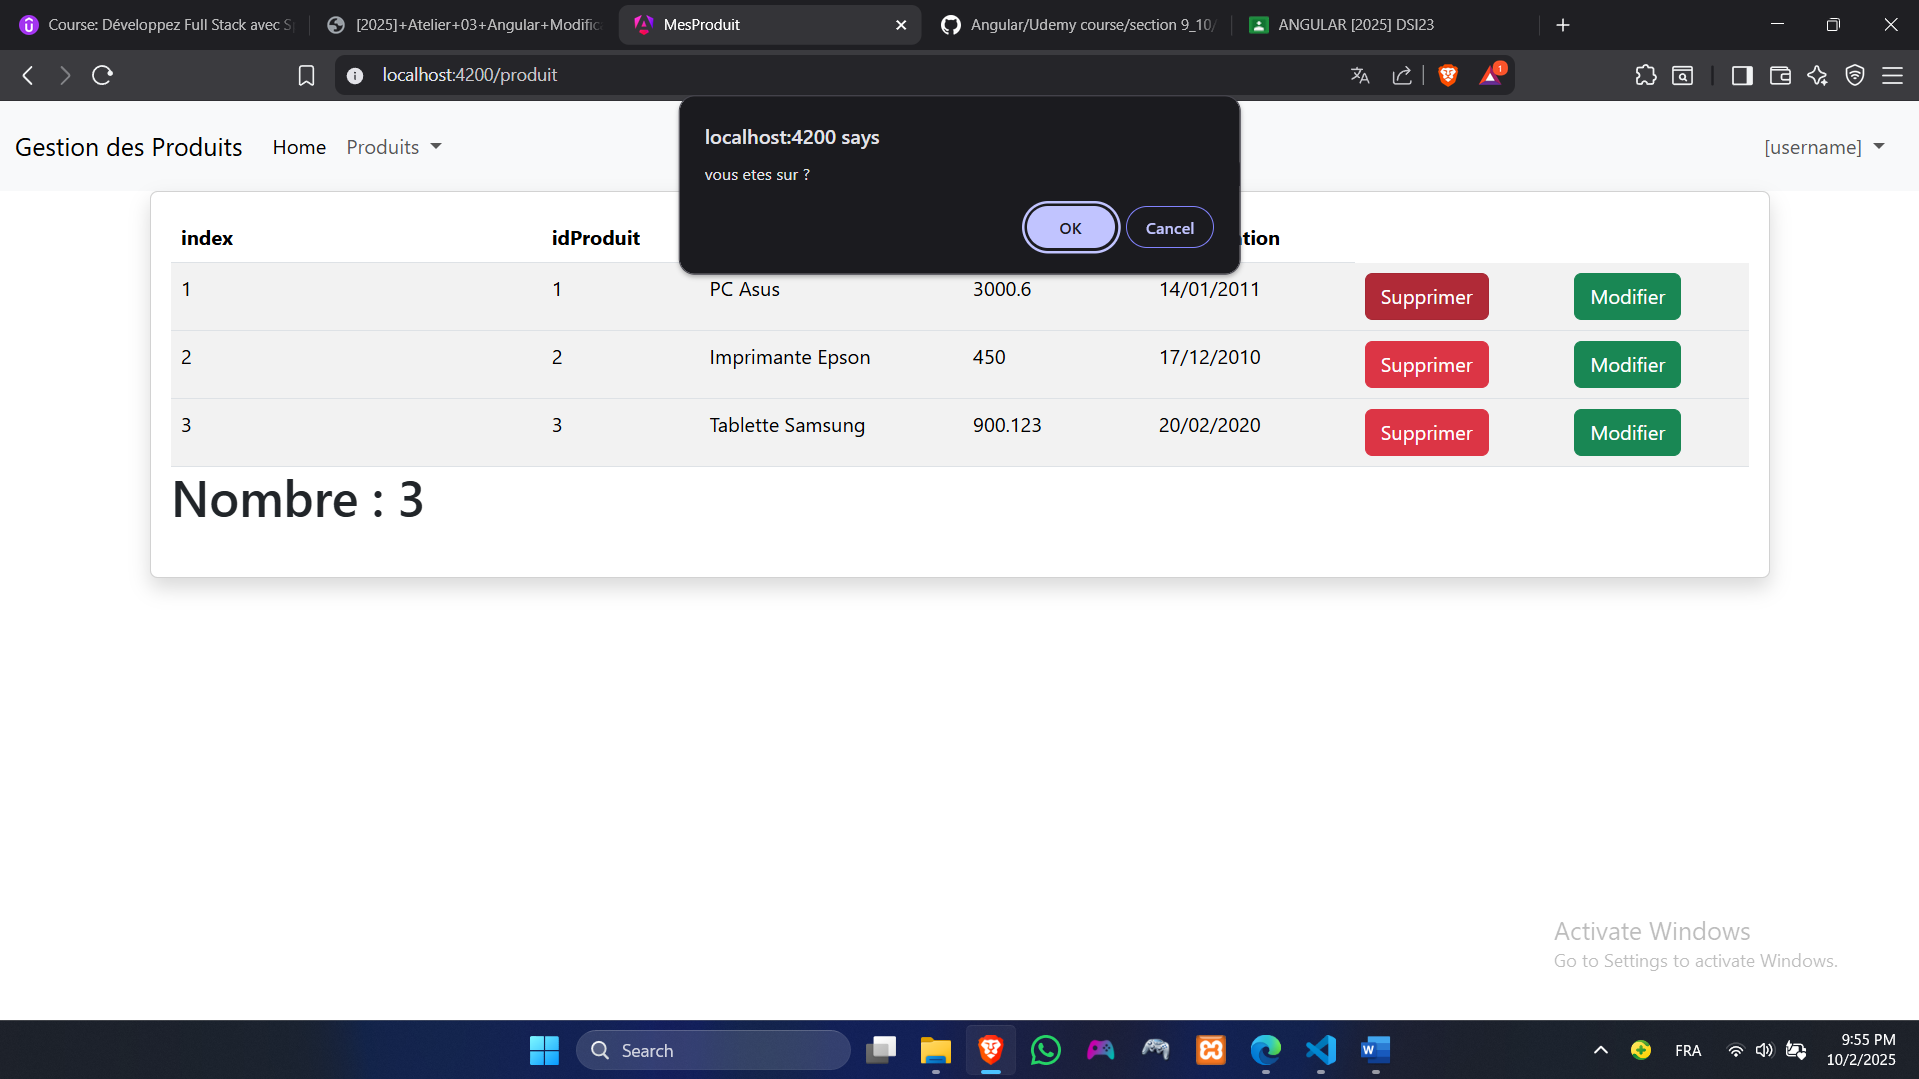 Course: Développez Full Stack avec S
[2025]+Atelier+03+Angular+Modific
MesProduit
Angular/Udemy course/section 9_10/
ANGULAR [2025] DSI23
localhost:4200/produit
1
Gestion des Produits
Home
Produits
[username]
localhost:4200 says
vous etes sur ?
OK
Cancel
index idProduit tion
1 1 PC Asus 3000.6 14/01/2011 Supprimer Modifier
2 2 Imprimante Epson 450 17/12/2010 Supprimer Modifier
3 3 Tablette Samsung 900.123 20/02/2020 Supprimer Modifier
Nombre : 3
Activate Windows
Go to Settings to activate Windows.
Search
FRA
9:55 PM
10/2/2025